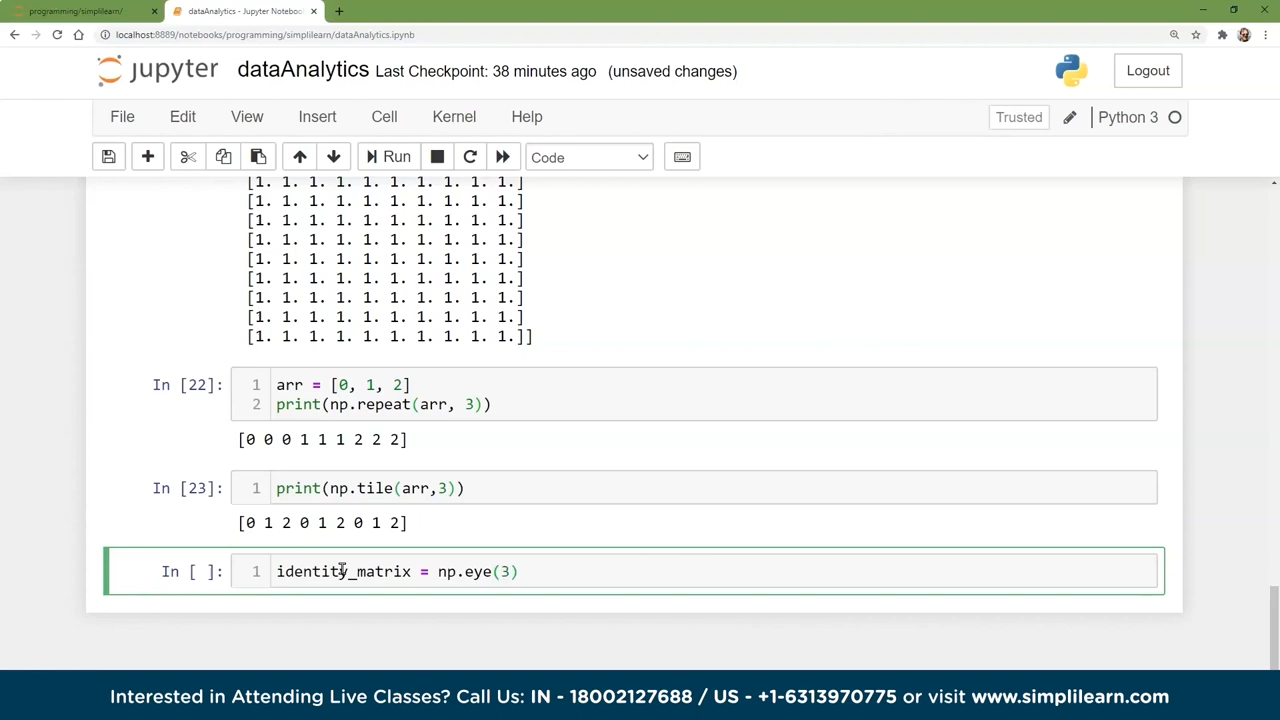 programming/simplilearn/
dataAnalytics - Jupyter Noteboo
localhost:8889/notebooks/programming/simplilearn/dataAnalytics.ipynb
jupyter dataAnalytics Last Checkpoint: 38 minutes ago (unsaved changes)
Logout
File Edit View Insert Cell Kernel Help
Trusted Python 3
Run Code
[1. 1. 1. 1. 1. 1. 1. 1. 1. 1.]
[1. 1. 1. 1. 1. 1. 1. 1. 1. 1.]
[1. 1. 1. 1. 1. 1. 1. 1. 1. 1.]
[1. 1. 1. 1. 1. 1. 1. 1. 1. 1.]
[1. 1. 1. 1. 1. 1. 1. 1. 1. 1.]
[1. 1. 1. 1. 1. 1. 1. 1. 1. 1.]
[1. 1. 1. 1. 1. 1. 1. 1. 1. 1.]
[1. 1. 1. 1. 1. 1. 1. 1. 1. 1.]
[1. 1. 1. 1. 1. 1. 1. 1. 1. 1.]]
In [22]: 1 arr = [0, 1, 2]
2 print(np.repeat(arr, 3))
[0 0 0 1 1 1 2 2 2]
In [23]: 1 print(np.tile(arr,3))
[0 1 2 0 1 2 0 1 2]
In [ ]: 1 identity_matrix = np.eye(3)
Interested in Attending Live Classes? Call Us: IN - 18002127688 / US - +1-6313970775 or visit www.simplilearn.com